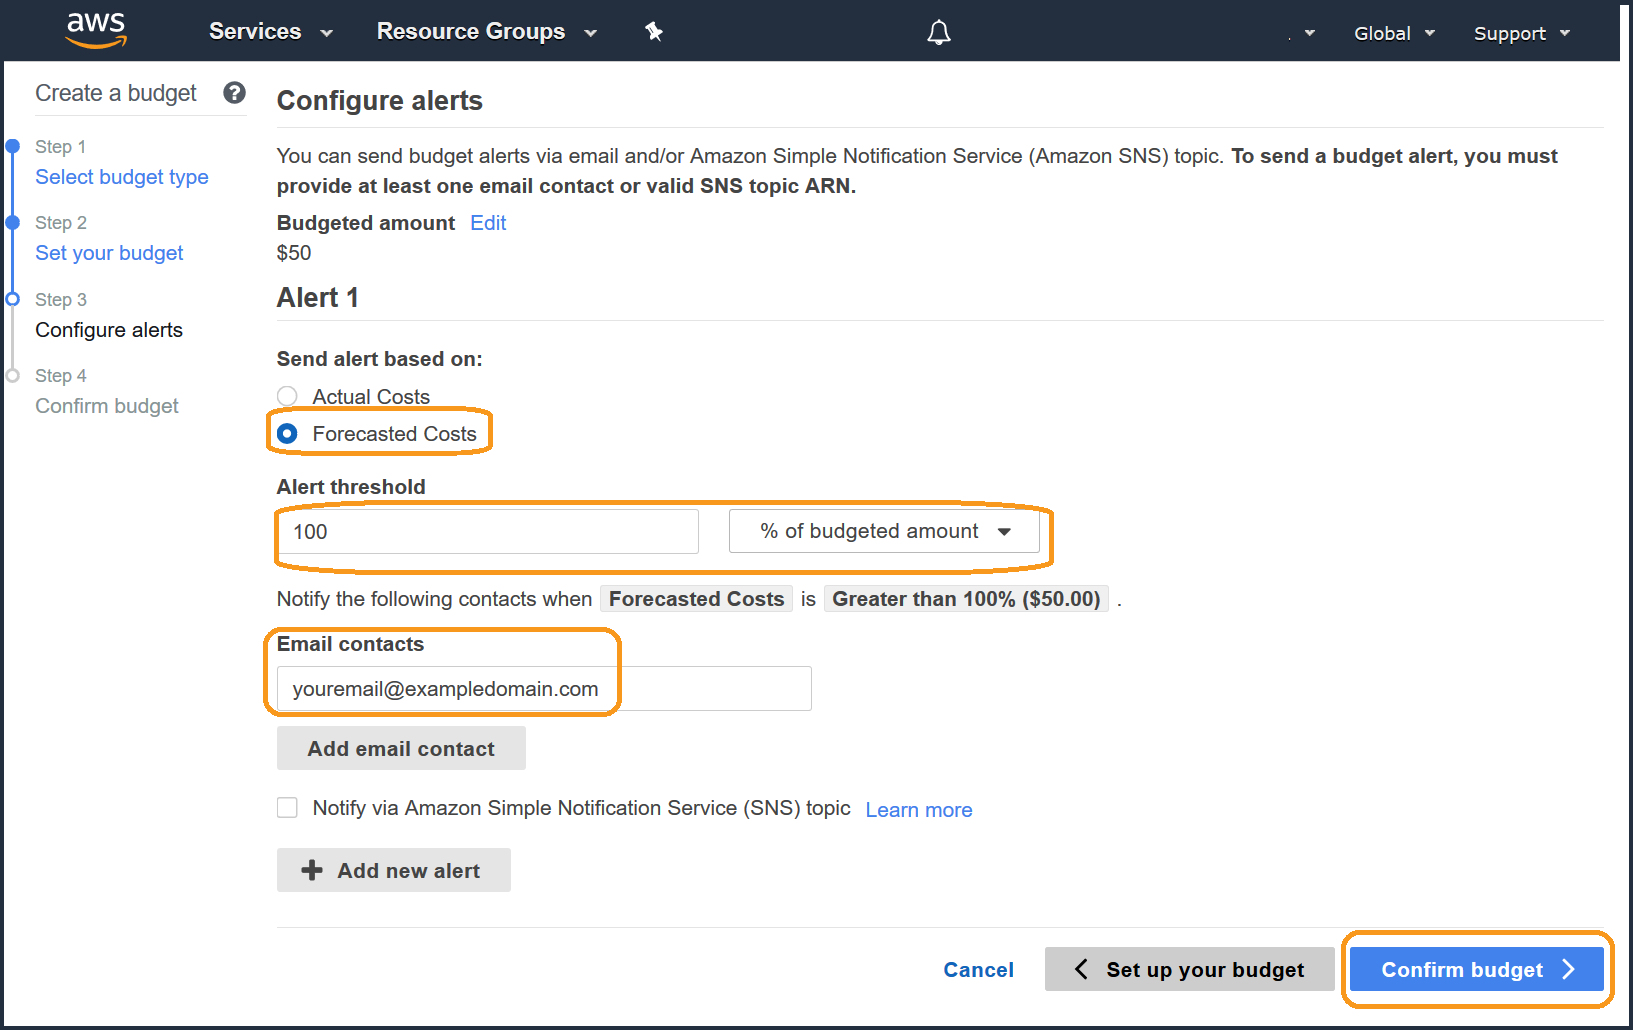 aws
Services
Resource Groups
Global
Support
Create a budget
?
Step 1
Select budget type
Step 2
Set your budget
Step 3
Configure alerts
Step 4
Confirm budget
Configure alerts
You can send budget alerts via email and/or Amazon Simple Notification Service (Amazon SNS) topic. To send a budget alert, you must
provide at least one email contact or valid SNS topic ARN.
Budgeted amount Edit
$50
Alert 1
Send alert based on:
Actual Costs
Forecasted Costs
Alert threshold
100
% of budgeted amount
Notify the following contacts when Forecasted Costs is Greater than 100% ($50.00) .
Email contacts
youremail@exampledomain.com
Add email contact
Notify via Amazon Simple Notification Service (SNS) topic Learn more
Add new alert
Cancel
Set up your budget
Confirm budget